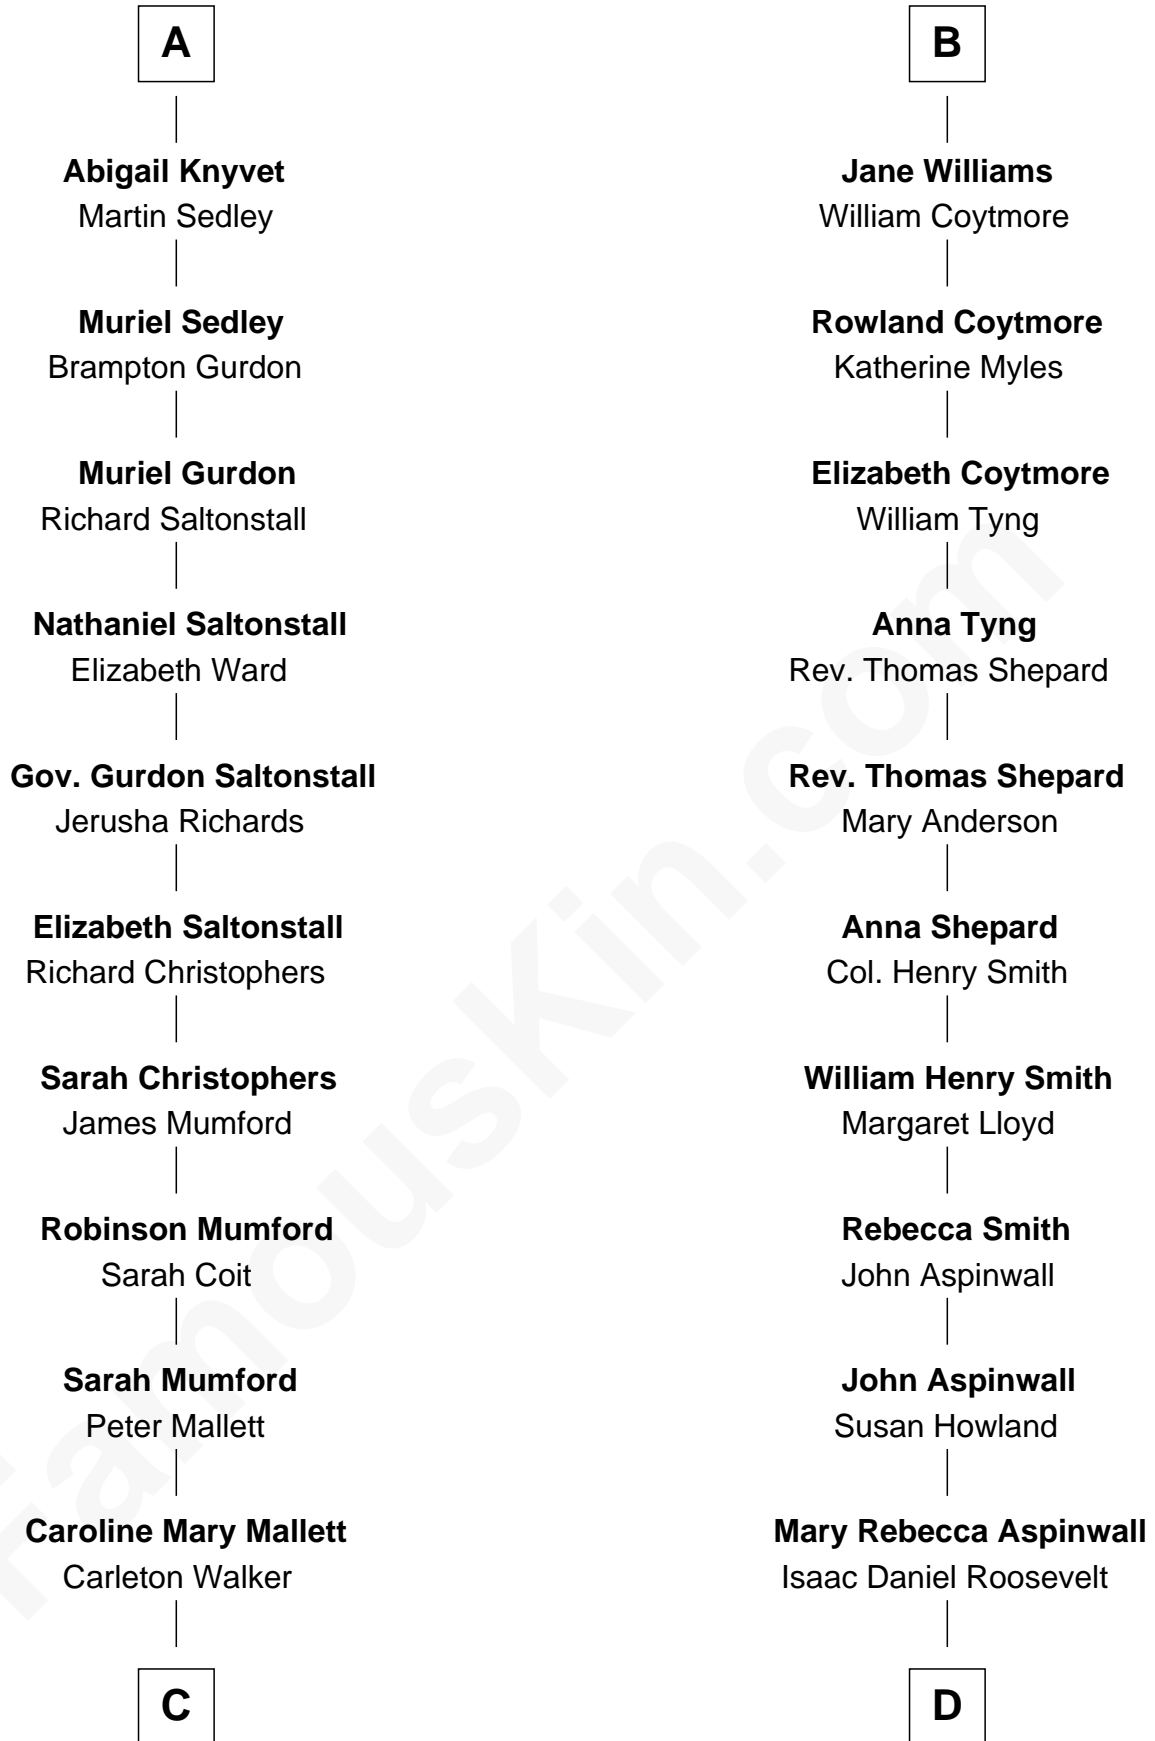 A
Abigail Knyvet
Martin Sedley
Muriel Sedley
Brampton Gurdon
Muriel Gurdon
Richard Saltonstall
Nathaniel Saltonstall
Elizabeth Ward
Gov. Gurdon Saltonstall
Jerusha Richards
Elizabeth Saltonstall
Richard Christophers
Sarah Christophers
James Mumford
Robinson Mumford
Sarah Coit
Sarah Mumford
Peter Mallett
Caroline Mary Mallett
Carleton Walker
C
B
Jane Williams
William Coytmore
Rowland Coytmore
Katherine Myles
Elizabeth Coytmore
William Tyng
Anna Tyng
Rev. Thomas Shepard
Rev. Thomas Shepard
Mary Anderson
Anna Shepard
Col. Henry Smith
William Henry Smith
Margaret Lloyd
Rebecca Smith
John Aspinwall
John Aspinwall
Susan Howland
Mary Rebecca Aspinwall
Isaac Daniel Roosevelt
D
FamousKin.com